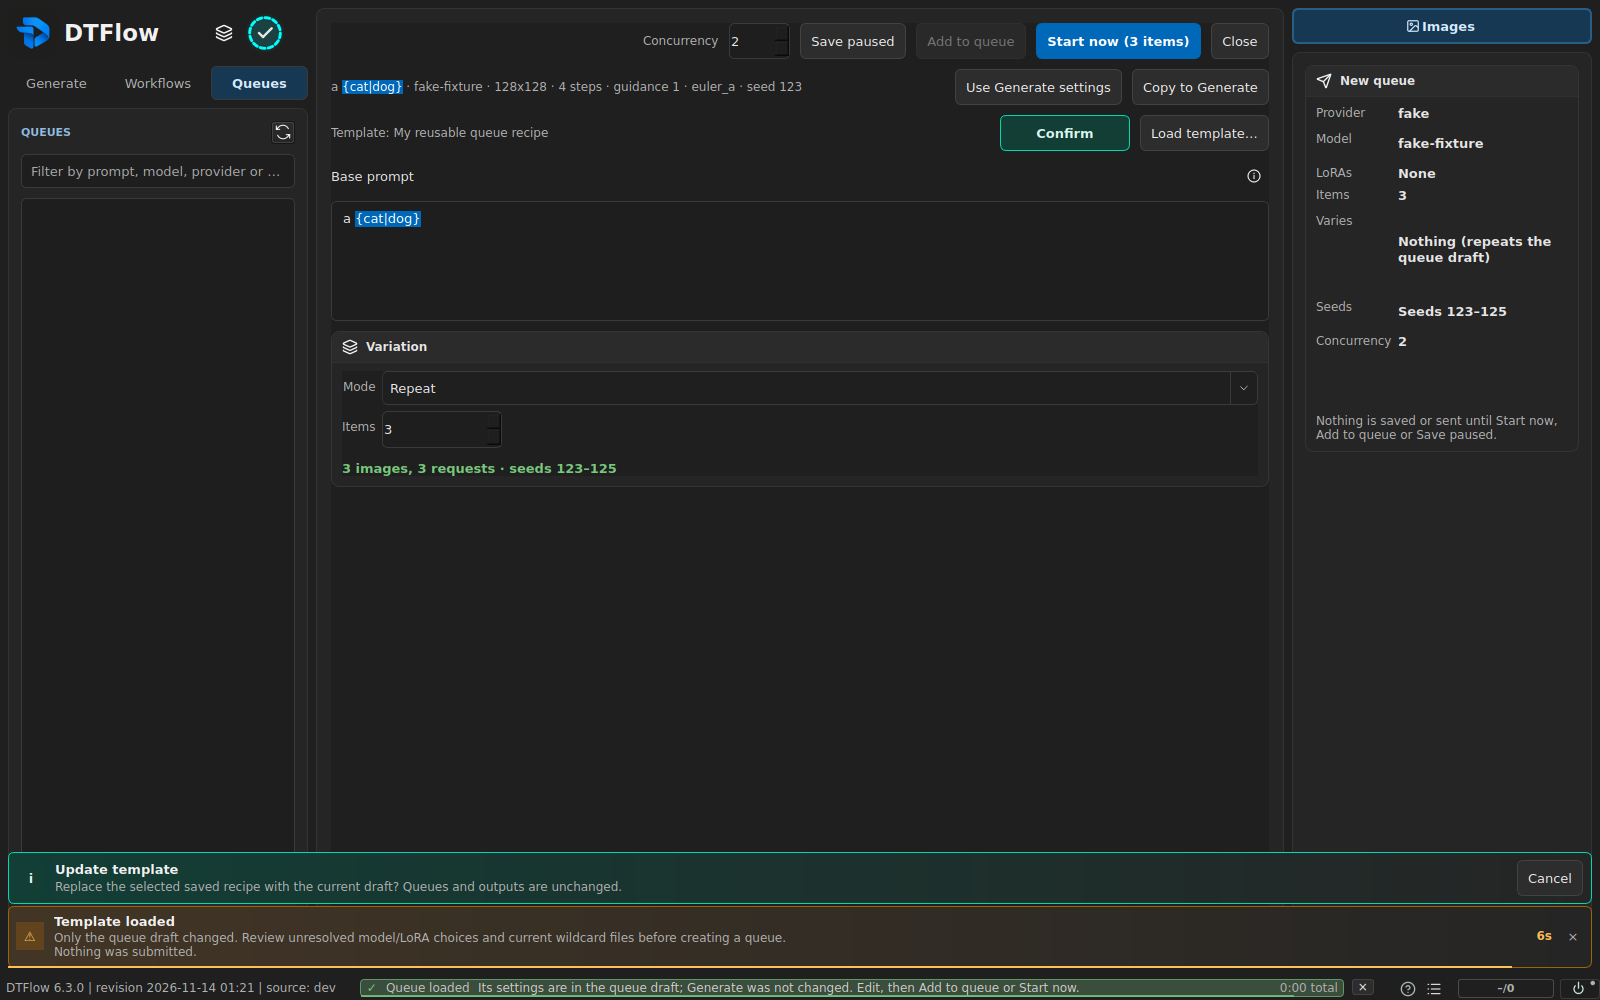 DTFlow
Generate
Workflows
Queues
QUEUES
Filter by prompt, model, provider or ...
Concurrency
2
Save paused
Add to queue
Start now (3 items)
Close
a {cat|dog} · fake-fixture · 128x128 · 4 steps · guidance 1 · euler_a · seed 123
Use Generate settings
Copy to Generate
Template: My reusable queue recipe
Confirm
Load template...
Base prompt
a {cat|dog}
Variation
Mode
Repeat
Items
3
3 images, 3 requests · seeds 123–125
Images
New queue
Provider
fake
Model
fake-fixture
LoRAs
None
Items
3
Varies
Nothing (repeats the
queue draft)
Seeds
Seeds 123–125
Concurrency
2
Nothing is saved or sent until Start now,
Add to queue or Save paused.
Update template
Replace the selected saved recipe with the current draft? Queues and outputs are unchanged.
Cancel
Template loaded
Only the queue draft changed. Review unresolved model/LoRA choices and current wildcard files before creating a queue.
Nothing was submitted.
6s
DTFlow 6.3.0 | revision 2026-11-14 01:21 | source: dev
Queue loaded Its settings are in the queue draft; Generate was not changed. Edit, then Add to queue or Start now.
0:00 total
–/0